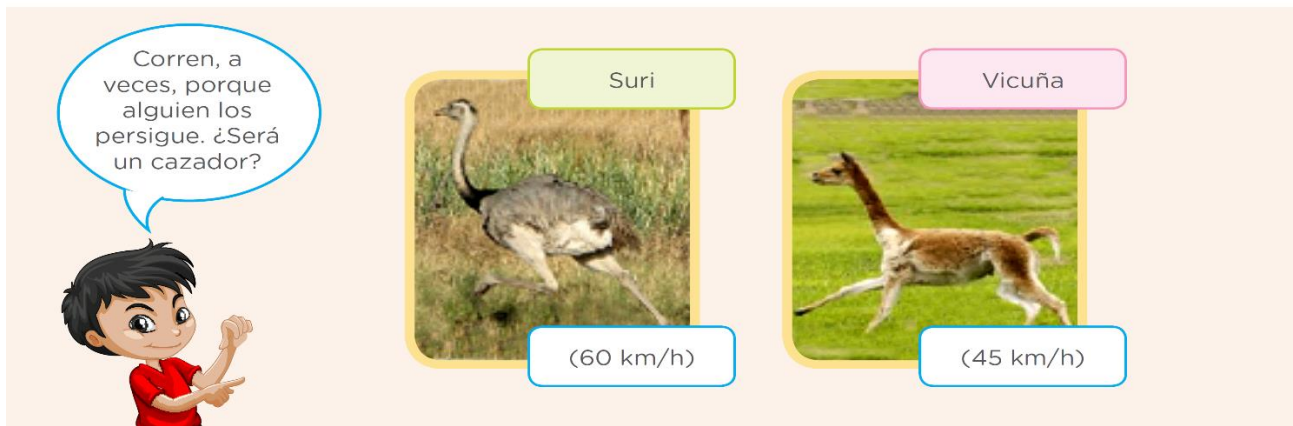 Corren, a
veces, porque
alguien los
persigue. ¿Será
un cazador?
Suri
Vicuña
(60 km/h)
(45 km/h)